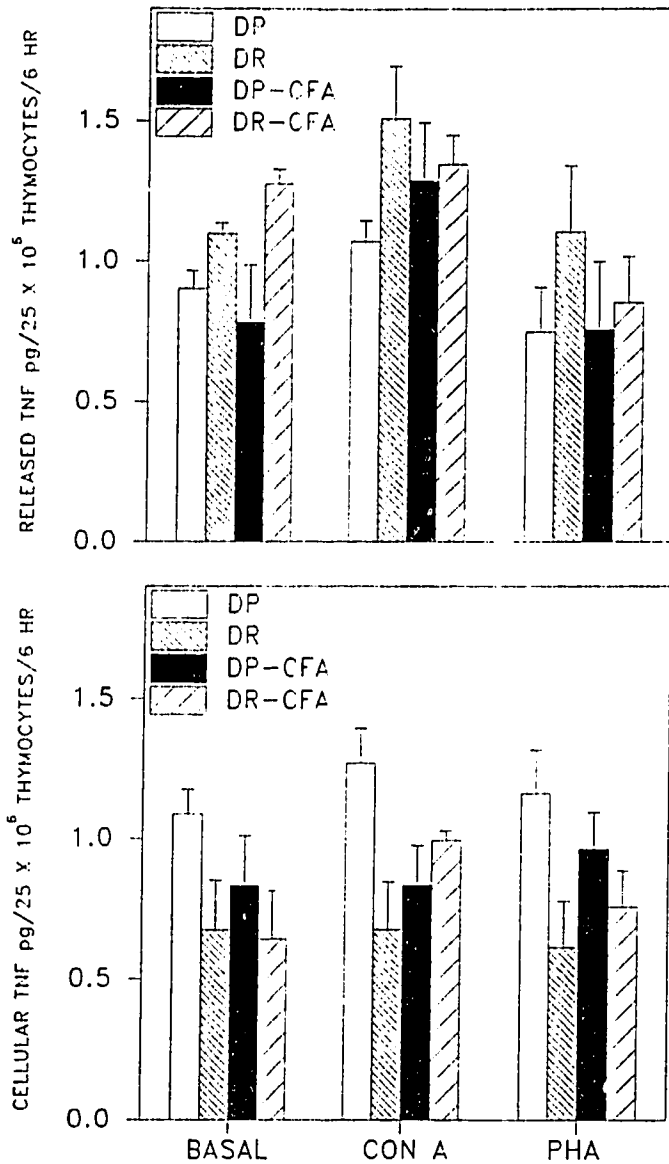 DP
DR
DP-CFA
DR-CFA
RELEASED TNF pg/25 X 10⁶ THYMOCYTES/6 HR
1.5
1.0
0.5
0.0
DP
DR
DP-CFA
DR-CFA
CELLULAR TNF pg/25 X 10⁶ THYMOCYTES/6 HR
1.5
1.0
0.5
0.0
BASAL CON A PHA